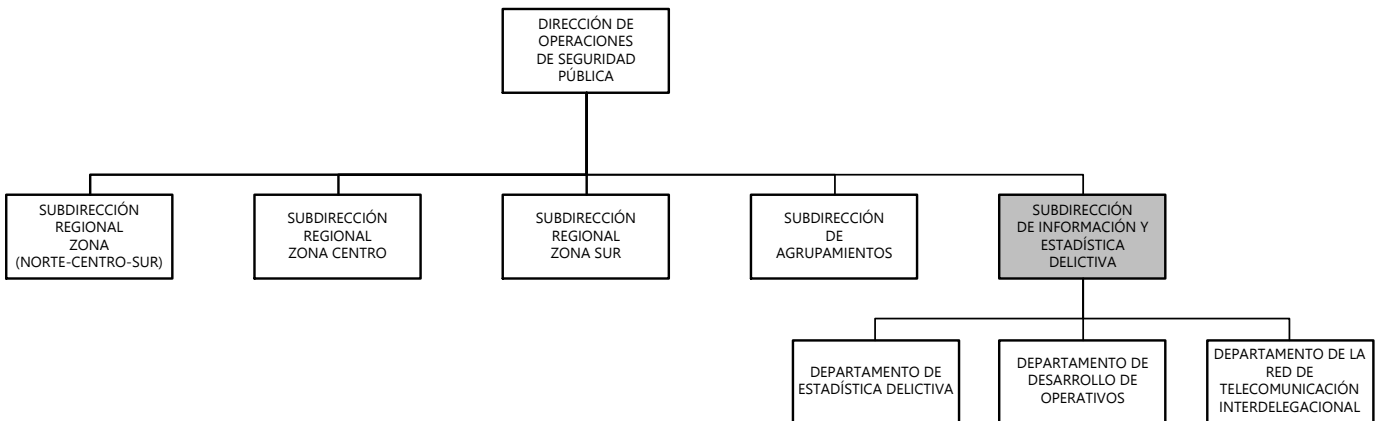 DIRECCIÓN DE
OPERACIONES
DE SEGURIDAD
PÚBLICA
SUBDIRECCIÓN
REGIONAL
ZONA
(NORTE-CENTRO-SUR)
SUBDIRECCIÓN
REGIONAL
ZONA CENTRO
SUBDIRECCIÓN
REGIONAL
ZONA SUR
SUBDIRECCIÓN
DE
AGRUPAMIENTOS
SUBDIRECCIÓN
DE INFORMACIÓN Y
ESTADÍSTICA
DELICTIVA
DEPARTAMENTO DE
ESTADÍSTICA DELICTIVA
DEPARTAMENTO DE
DESARROLLO DE
OPERATIVOS
DEPARTAMENTO DE LA
RED DE
TELECOMUNICACIÓN
INTERDELEGACIONAL